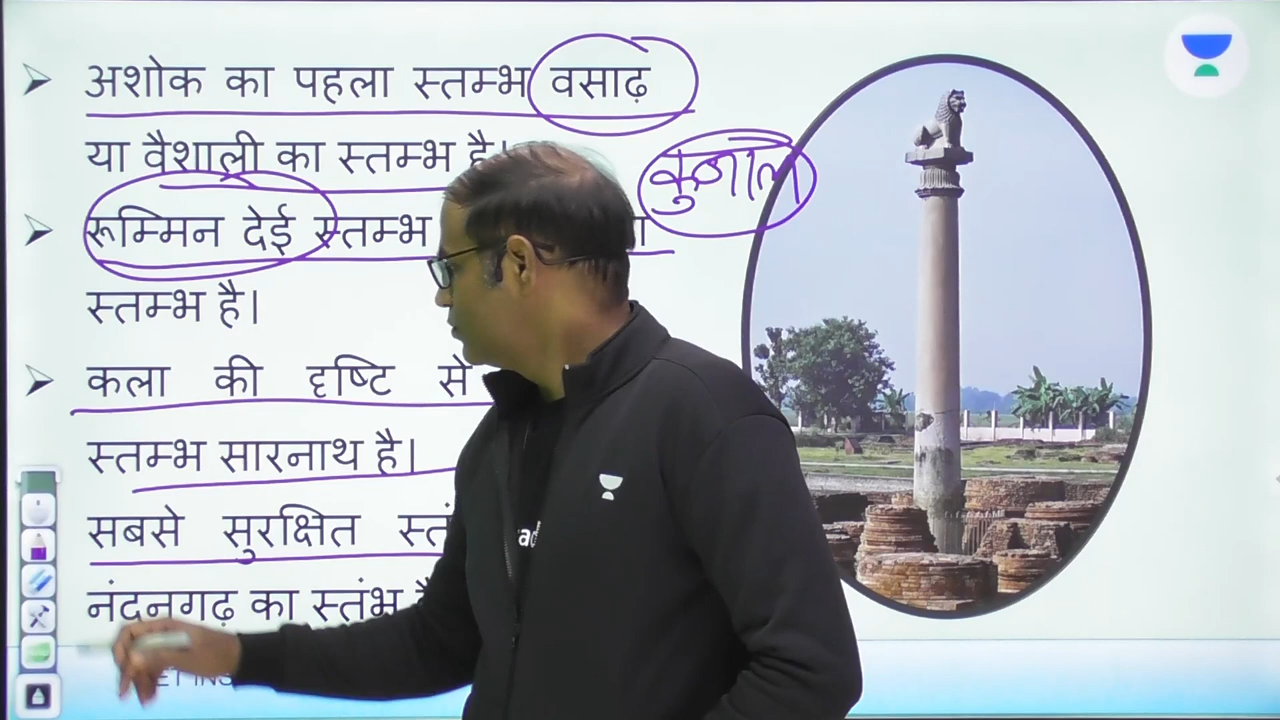 अशोक का पहला स्तम्भ वसाढ़
या वैशाली का स्तम्भ है।
कुणाल
रूम्मिन देई स्तम्भ
स्तम्भ है।
कला की दृष्टि से
स्तम्भ सारनाथ है।
सबसे सुरक्षित
नंदनगढ़ का स्तंभ